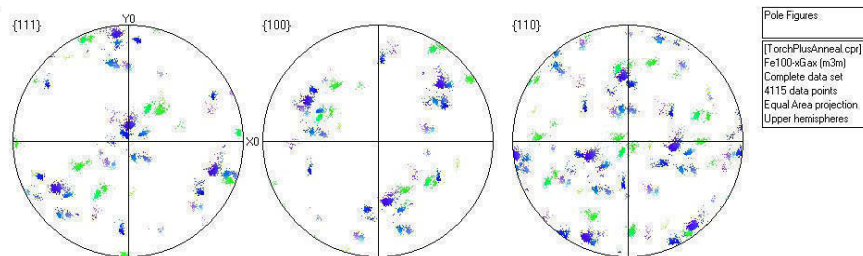 {111}
Y0
{100}
{110}
X0
Pole Figures
[TorchPlusAnneal.cpr]
Fe100-xGax (m3m)
Complete data set
4115 data points
Equal Area projection
Upper hemispheres